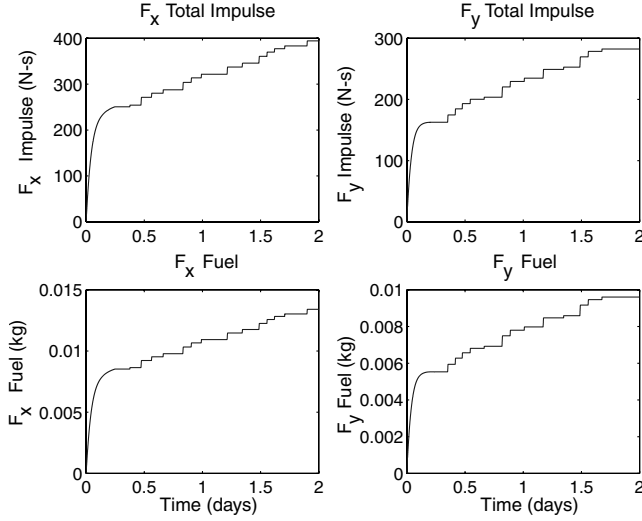 F_x Total Impulse
F_y Total Impulse
400
300
200
100
0
F_x Impulse (N-s)
0 0.5 1 1.5 2
300
200
100
0
F_y Impulse (N-s)
0 0.5 1 1.5 2
F_x Fuel
F_y Fuel
0.015
0.01
0.005
0
F_x Fuel (kg)
0 0.5 1 1.5 2
Time (days)
0.01
0.008
0.006
0.004
0.002
0
F_y Fuel (kg)
0 0.5 1 1.5 2
Time (days)